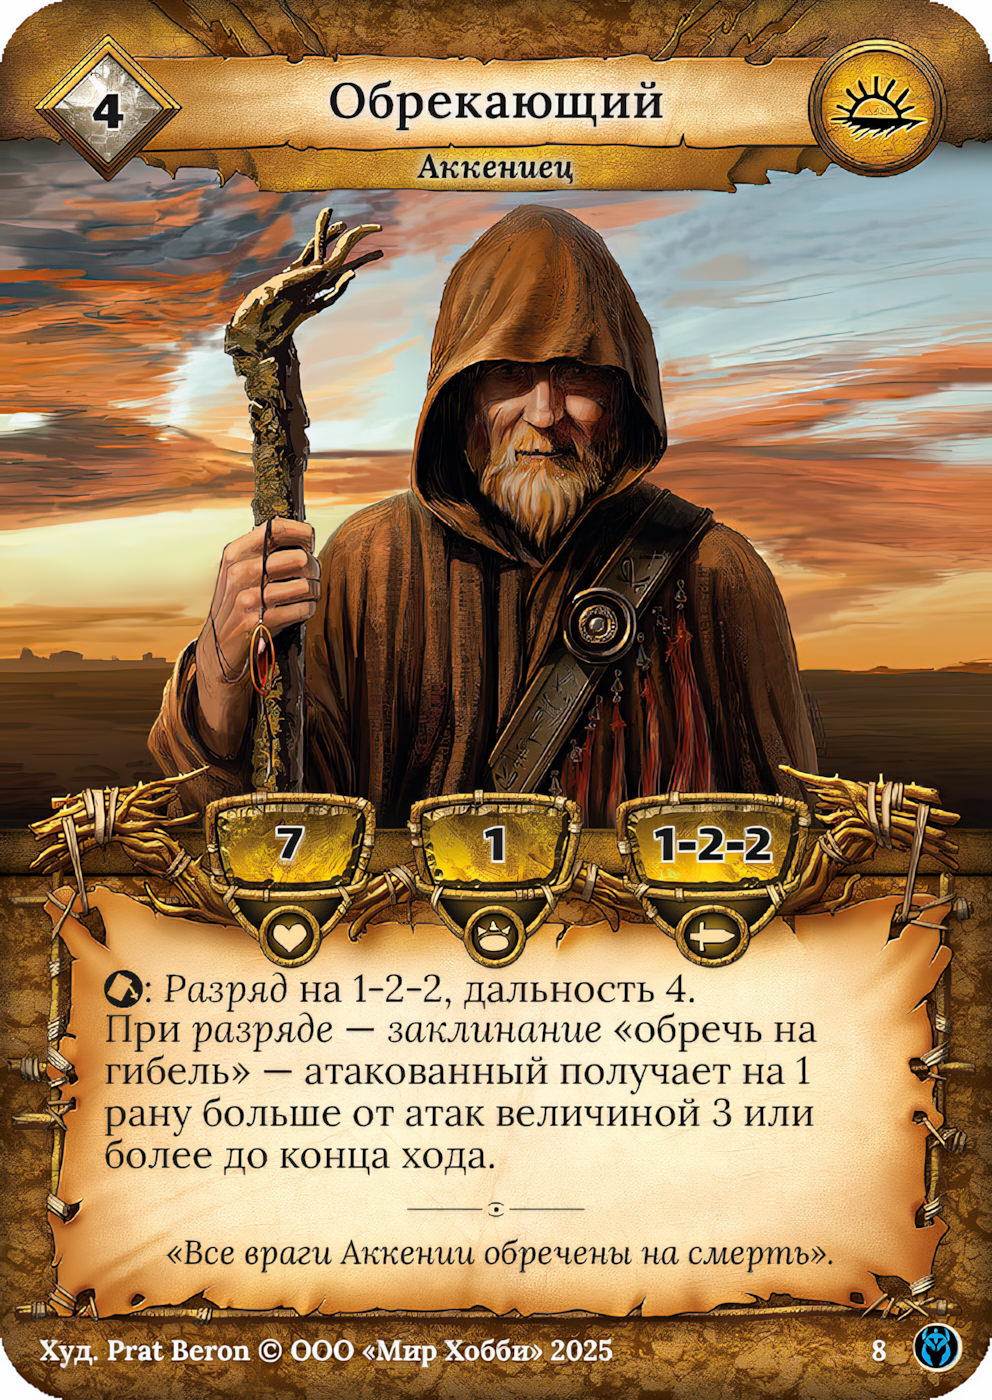 4
Обрекающий
Аккениец
7
1
1-2-2
: Разряд на 1-2-2, дальность 4.
При разряде — заклинание «обречь на
гибель» — атакованный получает на 1
рану больше от атак величиной 3 или
более до конца хода.
«Все враги Аккении обречены на смерть».
Худ. Prat Beron © ООО «Мир Хобби» 2025
8